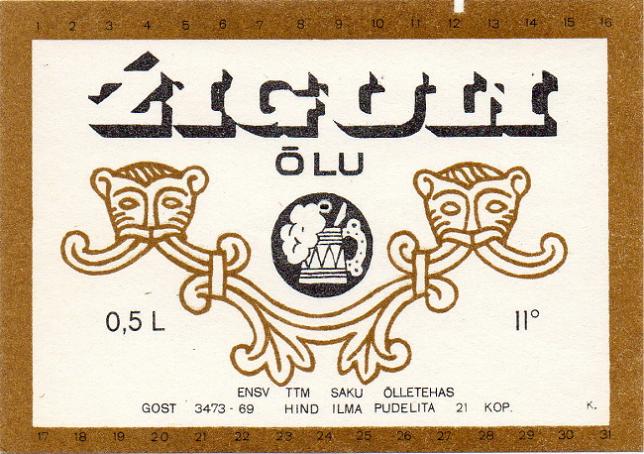 1 2 3 4 5 6 7 8 9 10 11 12 13 14 15 16
ŹIGULI
ÕLU
0,5 L
11°
ENSV TTM SAKU ÕLLETEHAS
GOST 3473-69 HIND ILMA PUDELITA 21 KOP. K.
17 18 19 20 21 22 23 24 25 26 27 28 29 30 31